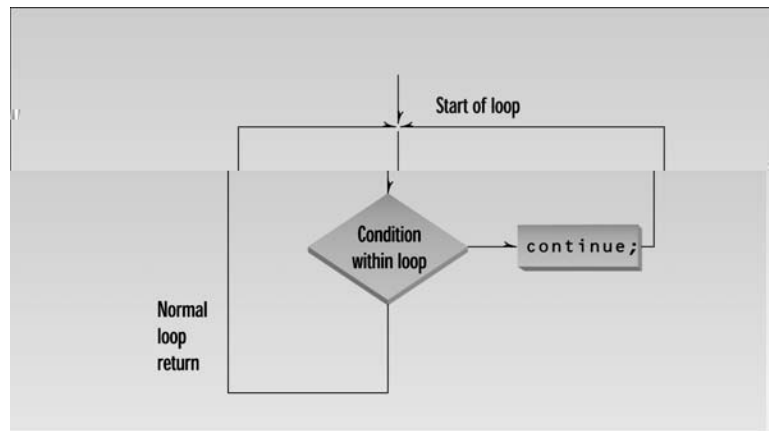 Start of loop
Condition
within loop
continue;
Normal
loop
return